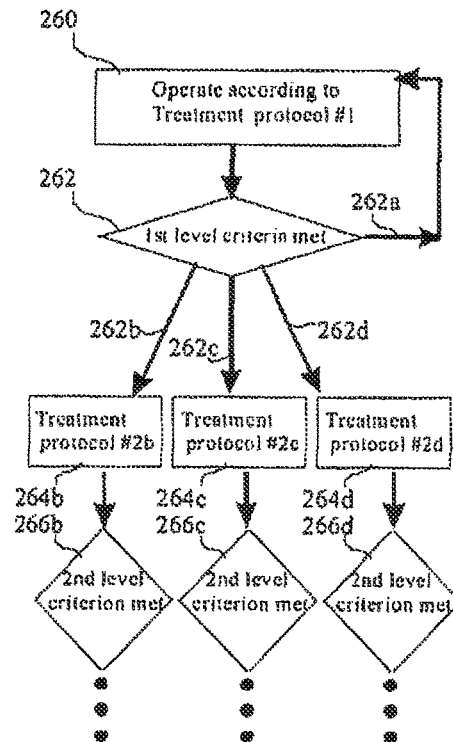 260
Operate according to
Treatment protocol #1
262
1st level criteria met
262a
262b
262c
262d
Treatment
protocol #2b
Treatment
protocol #2c
Treatment
protocol #2d
264b
264c
264d
266b
266c
266d
2nd level
criterion met
2nd level
criterion met
2nd level
criterion met